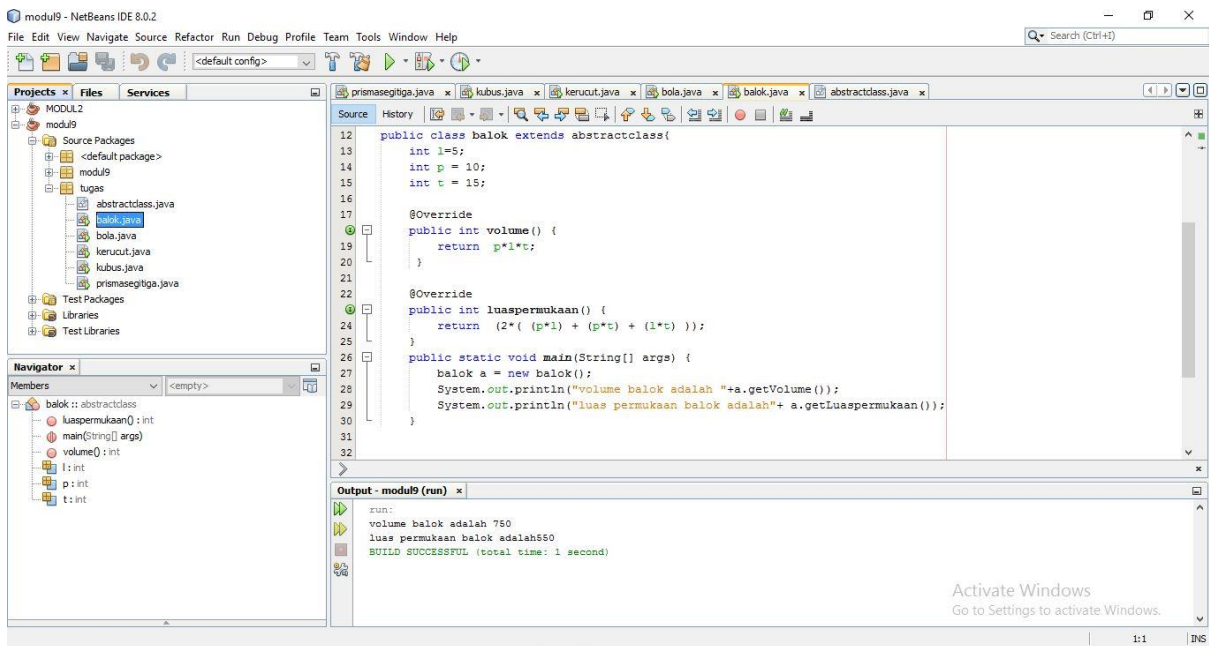 modul9 - NetBeans IDE 8.0.2
File Edit View Navigate Source Refactor Run Debug Profile Team Tools Window Help
Search (Ctrl+I)
<default config>
Projects Files Services
MODUL2
modul9
Source Packages
<default package>
modul9
tugas
abstractclass.java
balok.java
bola.java
kerucut.java
kubus.java
prismasegitiga.java
Test Packages
Libraries
Test Libraries
Navigator
Members <empty>
balok :: abstractclass
luaspermukaan() : int
main(String[] args)
volume() : int
l : int
p : int
t : int
prismasegitiga.java kubus.java kerucut.java bola.java balok.java abstractclass.java
Source History
12 public class balok extends abstractclass{
13 int l=5;
14 int p = 10;
15 int t = 15;
16
17 @Override
public int volume() {
19 return p*l*t;
20 }
21
22 @Override
public int luaspermukaan() {
24 return (2*( (p*l) + (p*t) + (l*t) ));
25 }
26 public static void main(String[] args) {
27 balok a = new balok();
28 System.out.println("volume balok adalah "+a.getVolume());
29 System.out.println("luas permukaan balok adalah"+ a.getLuaspermukaan());
30 }
31
32
Output - modul9 (run)
run:
volume balok adalah 750
luas permukaan balok adalah550
BUILD SUCCESSFUL (total time: 1 second)
Activate Windows
Go to Settings to activate Windows.
1:1 INS